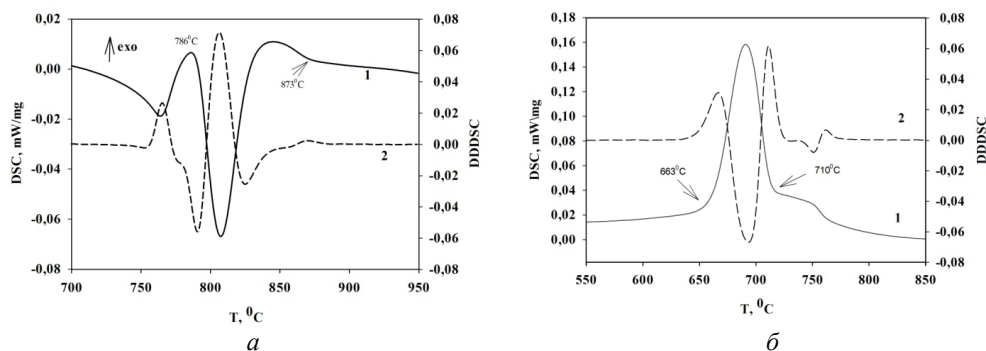 0,02
0,00
-0,02
-0,04
-0,06
-0,08
DSC, mW/mg
exo
786⁰C
873⁰C
1
2
0,08
0,06
0,04
0,02
0,00
-0,02
-0,04
-0,06
-0,08
DDDSC
700 750 800 850 900 950
T, ⁰C
а
0,18
0,16
0,14
0,12
0,10
0,08
0,06
0,04
0,02
0,00
DSC, mW\mg
663⁰C
710⁰C
2
1
0,08
0,06
0,04
0,02
0,00
-0,02
-0,04
-0,06
-0,08
DDDSC
550 600 650 700 750 800 850
T, ⁰C
б